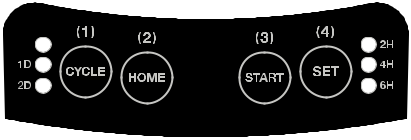 (1) (2) (3) (4)
CYCLE HOME START SET
1D
2D
2H
4H
6H